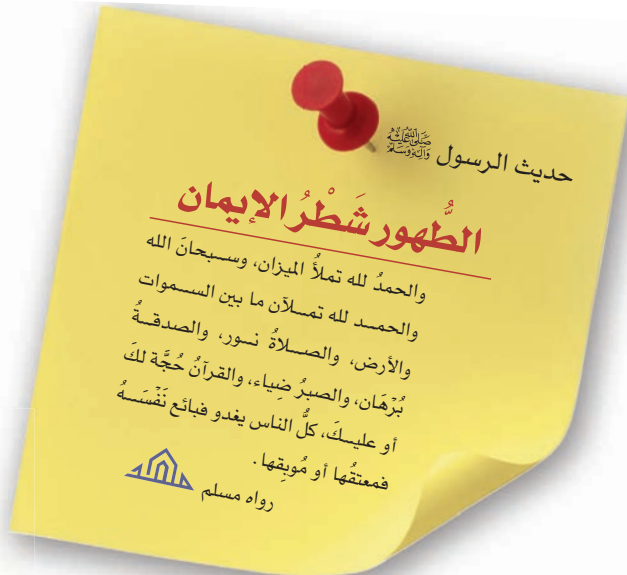 حديث الرسول ﷺ
الطُّهور شَطْرُ الإيمان
والحمدُ لله تملأُ الميزان، وسبحانَ الله
والحمد لله تملآن ما بين السموات
والأرض، والصلاةُ نور، والصدقةُ
بُرْهَان، والصبرُ ضِياء، والقرآنُ حُجَّة لكَ
أو عليكَ، كلُّ الناس يغدو فبائع نَفْسَهُ
فمعتقُها أو مُوبِقها.
رواه مسلم